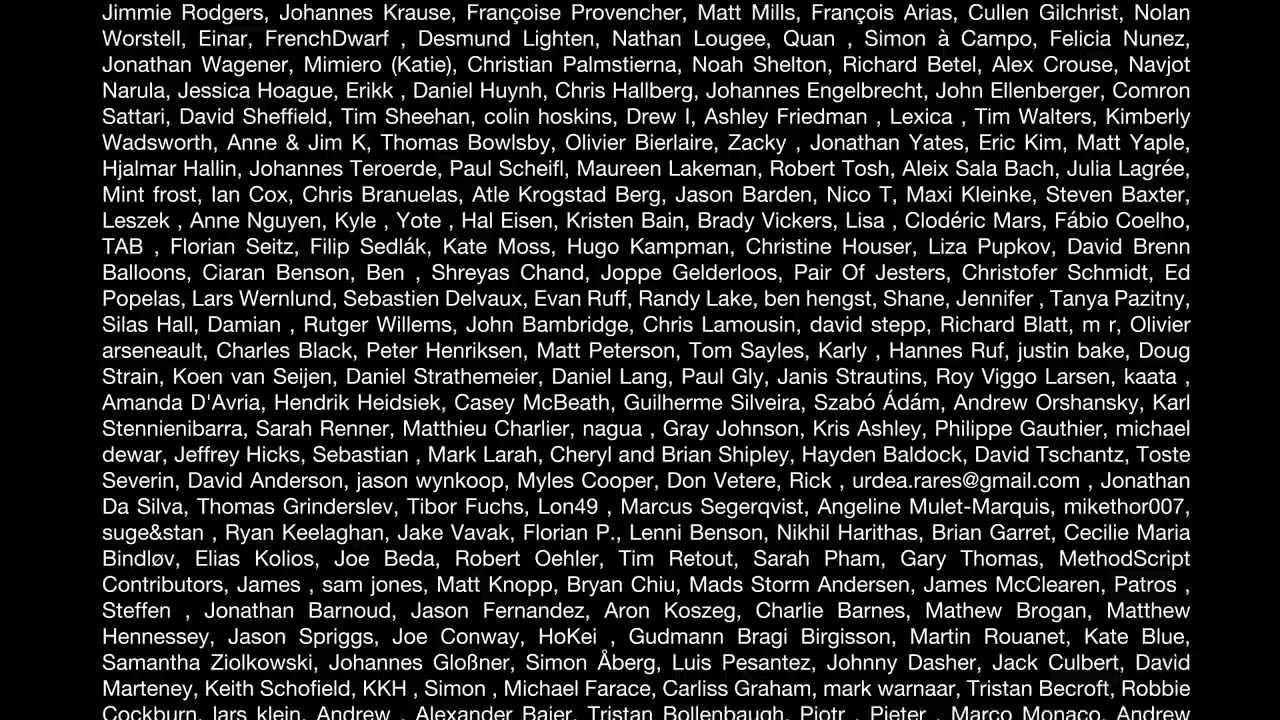 Jimmie Rodgers, Johannes Krause, Françoise Provencher, Matt Mills, François Arias, Cullen Gilchrist, Nolan
Worstell, Einar, FrenchDwarf , Desmund Lighten, Nathan Lougee, Quan , Simon à Campo, Felicia Nunez,
Jonathan Wagener, Mimiero (Katie), Christian Palmstierna, Noah Shelton, Richard Betel, Alex Crouse, Navjot
Narula, Jessica Hoague, Erikk , Daniel Huynh, Chris Hallberg, Johannes Engelbrecht, John Ellenberger, Comron
Sattari, David Sheffield, Tim Sheehan, colin hoskins, Drew I, Ashley Friedman , Lexica , Tim Walters, Kimberly
Wadsworth, Anne & Jim K, Thomas Bowlsby, Olivier Bierlaire, Zacky , Jonathan Yates, Eric Kim, Matt Yaple,
Hjalmar Hallin, Johannes Teroerde, Paul Scheifl, Maureen Lakeman, Robert Tosh, Aleix Sala Bach, Julia Lagrée,
Mint frost, Ian Cox, Chris Branuelas, Atle Krogstad Berg, Jason Barden, Nico T, Maxi Kleinke, Steven Baxter,
Leszek , Anne Nguyen, Kyle , Yote , Hal Eisen, Kristen Bain, Brady Vickers, Lisa , Clodéric Mars, Fábio Coelho,
TAB , Florian Seitz, Filip Sedlák, Kate Moss, Hugo Kampman, Christine Houser, Liza Pupkov, David Brenn
Balloons, Ciaran Benson, Ben , Shreyas Chand, Joppe Gelderloos, Pair Of Jesters, Christofer Schmidt, Ed
Popelas, Lars Wernlund, Sebastien Delvaux, Evan Ruff, Randy Lake, ben hengst, Shane, Jennifer , Tanya Pazitny,
Silas Hall, Damian , Rutger Willems, John Bambridge, Chris Lamousin, david stepp, Richard Blatt, m r, Olivier
arseneault, Charles Black, Peter Henriksen, Matt Peterson, Tom Sayles, Karly , Hannes Ruf, justin bake, Doug
Strain, Koen van Seijen, Daniel Strathemeier, Daniel Lang, Paul Gly, Janis Strautins, Roy Viggo Larsen, kaata ,
Amanda D'Avria, Hendrik Heidsiek, Casey McBeath, Guilherme Silveira, Szabó Ádám, Andrew Orshansky, Karl
Stennienibarra, Sarah Renner, Matthieu Charlier, nagua , Gray Johnson, Kris Ashley, Philippe Gauthier, michael
dewar, Jeffrey Hicks, Sebastian , Mark Larah, Cheryl and Brian Shipley, Hayden Baldock, David Tschantz, Toste
Severin, David Anderson, jason wynkoop, Myles Cooper, Don Vetere, Rick , urdea.rares@gmail.com , Jonathan
Da Silva, Thomas Grinderslev, Tibor Fuchs, Lon49 , Marcus Segerqvist, Angeline Mulet-Marquis, mikethor007,
suge&stan , Ryan Keelaghan, Jake Vavak, Florian P., Lenni Benson, Nikhil Harithas, Brian Garret, Cecilie Maria
Bindløv, Elias Kolios, Joe Beda, Robert Oehler, Tim Retout, Sarah Pham, Gary Thomas, MethodScript
Contributors, James , sam jones, Matt Knopp, Bryan Chiu, Mads Storm Andersen, James McClearen, Patros ,
Steffen , Jonathan Barnoud, Jason Fernandez, Aron Koszeg, Charlie Barnes, Mathew Brogan, Matthew
Hennessey, Jason Spriggs, Joe Conway, HoKei , Gudmann Bragi Birgisson, Martin Rouanet, Kate Blue,
Samantha Ziolkowski, Johannes Gloßner, Simon Åberg, Luis Pesantez, Johnny Dasher, Jack Culbert, David
Marteney, Keith Schofield, KKH , Simon , Michael Farace, Carliss Graham, mark warnaar, Tristan Becroft, Robbie
Cockburn, lars klein, Andrew , Alexander Baier, Tristan Bollenbaugh, Piotr , Pieter , Marco Monaco, Andrew